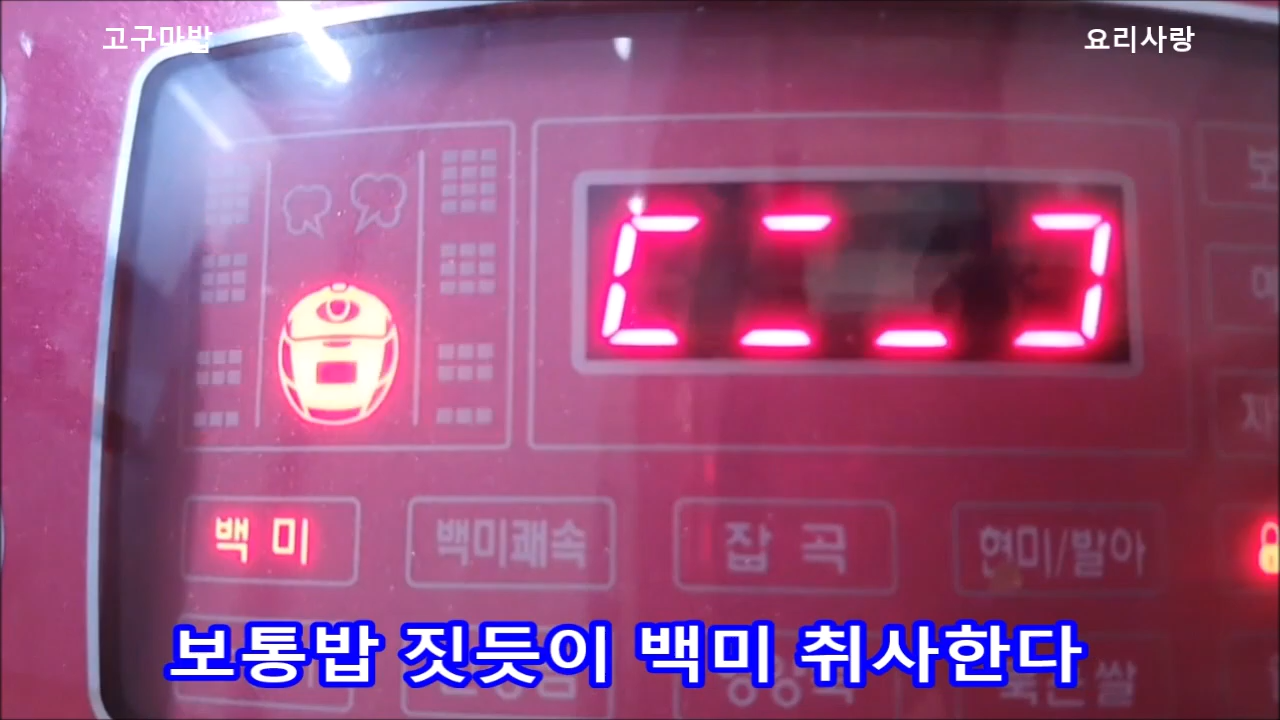 고구마밥
요리사랑
백미
백미쾌속
잡곡
현미/발아
보통밥 짓듯이 백미 취사한다